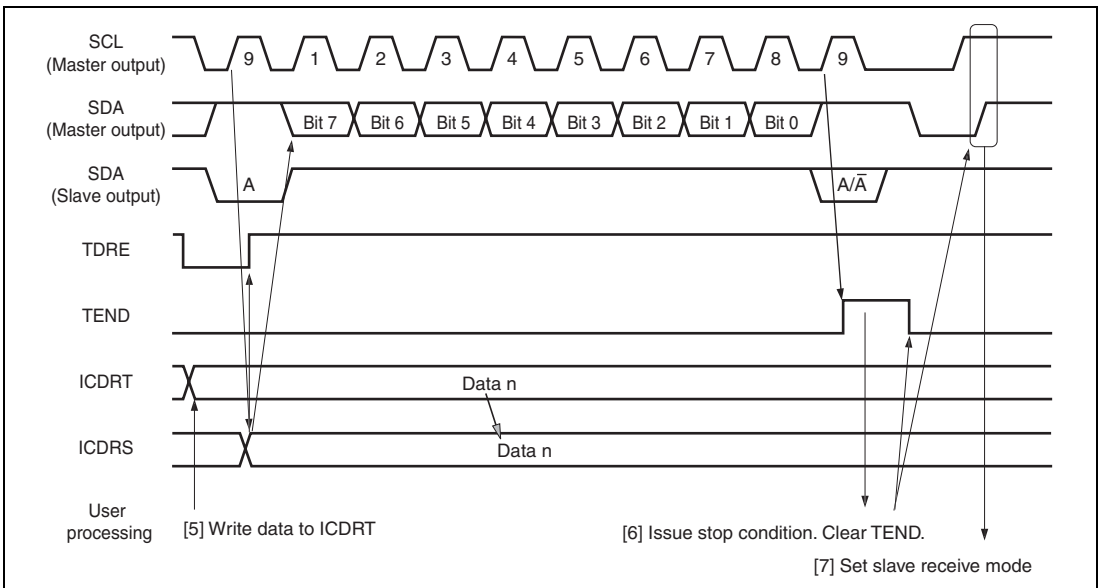 SCL
(Master output)
9 1 2 3 4 5 6 7 8 9
SDA
(Master output)
Bit 7 Bit 6 Bit 5 Bit 4 Bit 3 Bit 2 Bit 1 Bit 0
SDA
(Slave output)
A A/A̅
TDRE
TEND
ICDRT
Data n
ICDRS
Data n
User
processing
[5] Write data to ICDRT
[6] Issue stop condition. Clear TEND.
[7] Set slave receive mode